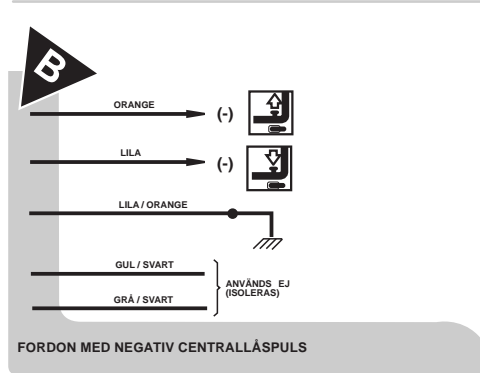 B
ORANGE
(-)
LILA
(-)
LILA / ORANGE
GUL / SVART
ANVÄNDS EJ
(ISOLERAS)
GRÅ / SVART
FORDON MED NEGATIV CENTRALLÅSPULS